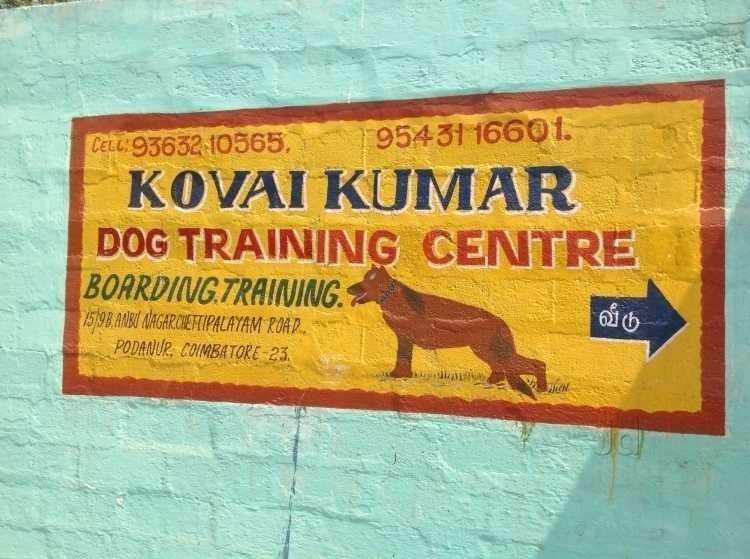 CELL: 93632 10565, 95431 16601.
KOVAI KUMAR
DOG TRAINING CENTRE
BOARDING.TRAINING.
15/9B, ANBU NAGAR CHETTIPALAYAM ROAD,
PODANUR, COIMBATORE-23.
வீடு